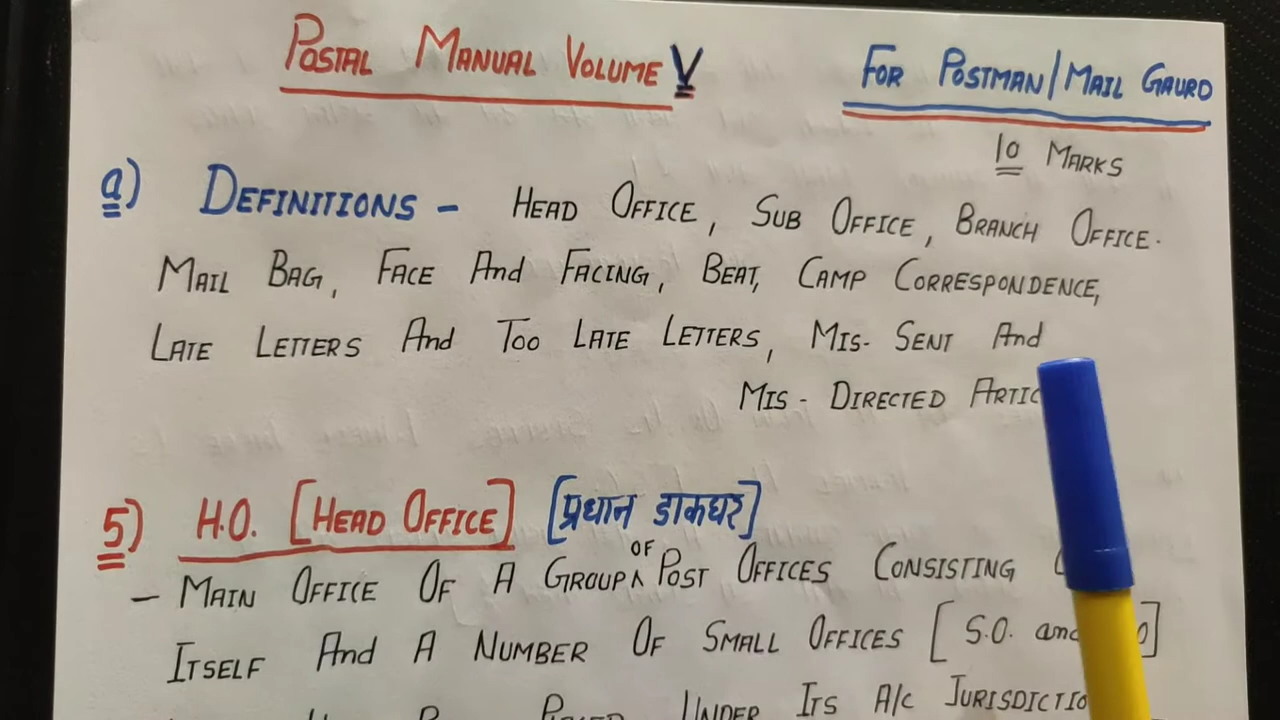 POSTAL MANUAL VOLUME V
FOR POSTMAN/MAIL GAURD
10 MARKS
a) DEFINITIONS - HEAD OFFICE, SUB OFFICE, BRANCH OFFICE.
MAIL BAG, FACE And FACING, BEAT, CAMP CORRESPONDENCE,
LATE LETTERS And TOO LATE LETTERS, MIS-SENT And
MIS-DIRECTED
5) H.O. [HEAD OFFICE] [प्रधान डाकघर]
- MAIN OFFICE OF A GROUP OF POST OFFICES CONSISTING
ITSELF And A NUMBER OF SMALL OFFICES [S.O. and
UNDER ITS A/C